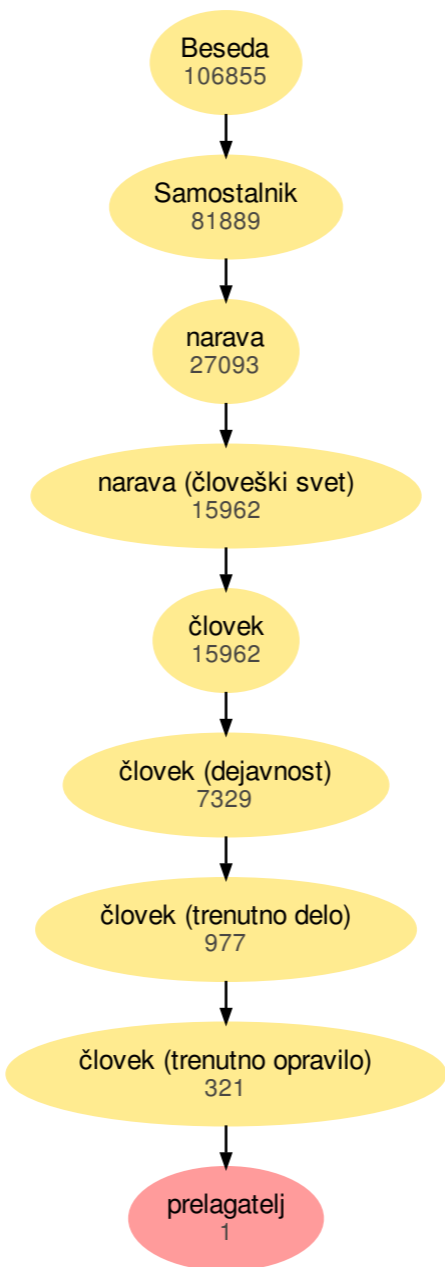 Beseda
106855
Samostalnik
81889
narava
27093
narava (človeški svet)
15962
človek
15962
človek (dejavnost)
7329
človek (trenutno delo)
977
človek (trenutno opravilo)
321
prelagatelj
1